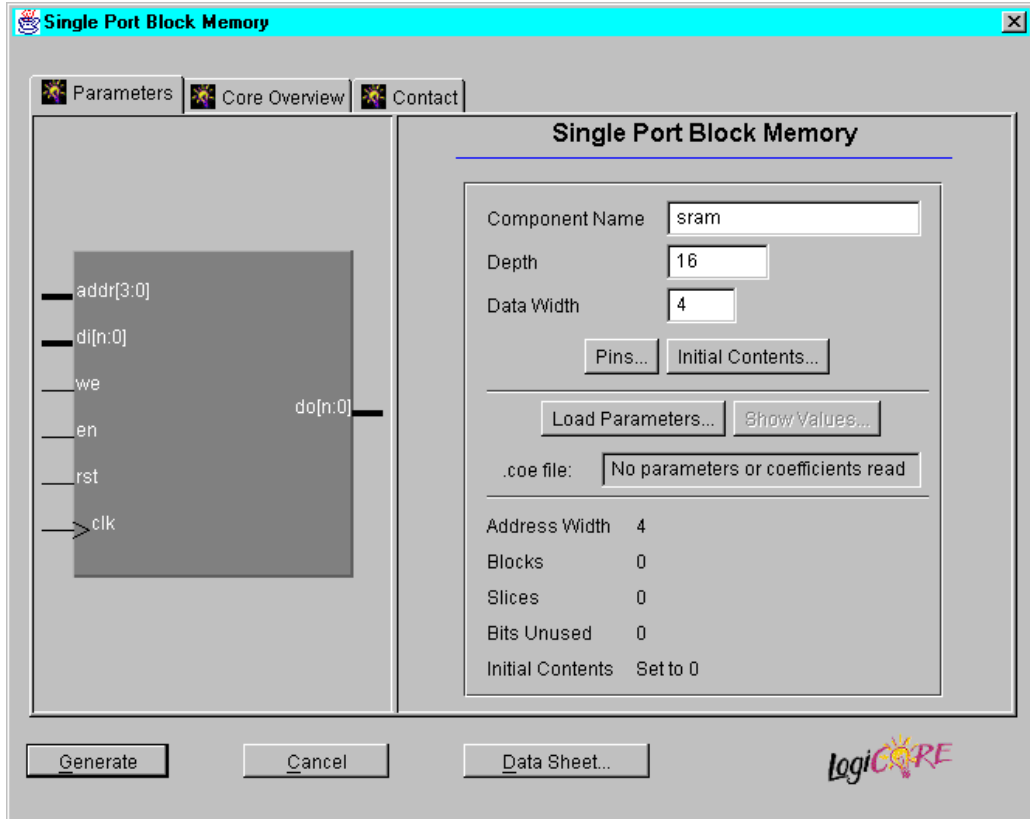 Single Port Block Memory
Parameters
Core Overview
Contact
addr[3:0]
di[n:0]
we
en
rst
clk
do[n:0]
Single Port Block Memory
Component Name sram
Depth 16
Data Width 4
Pins... Initial Contents...
Load Parameters... Show Values...
.coe file: No parameters or coefficients read
Address Width 4
Blocks 0
Slices 0
Bits Unused 0
Initial Contents Set to 0
Generate Cancel Data Sheet... LogiCORE